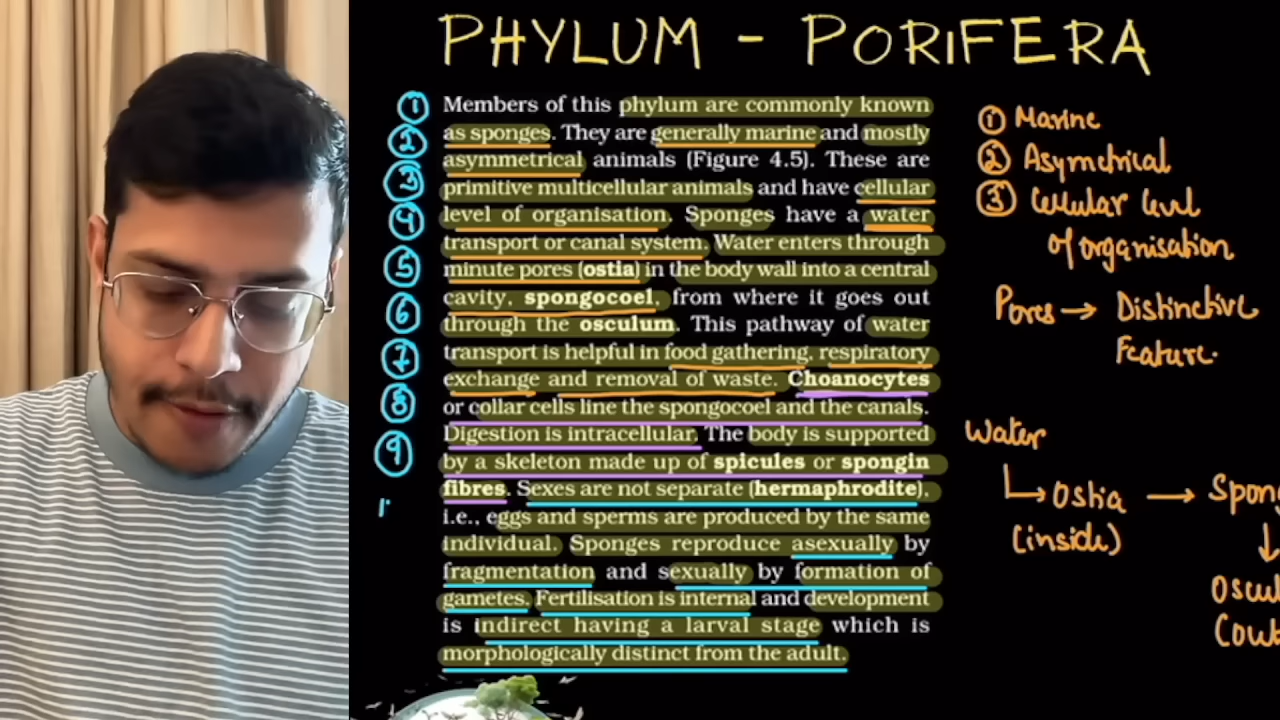 PHYLUM - PORIFERA
① Members of this phylum are commonly known
② as sponges. They are generally marine and mostly
asymmetrical animals (Figure 4.5). These are
③ primitive multicellular animals and have cellular
④ level of organisation. Sponges have a water
transport or canal system. Water enters through
⑤ minute pores (ostia) in the body wall into a central
cavity, spongocoel, from where it goes out
⑥ through the osculum. This pathway of water
⑦ transport is helpful in food gathering, respiratory
exchange and removal of waste. Choanocytes
⑧ or collar cells line the spongocoel and the canals.
Digestion is intracellular. The body is supported
⑨ by a skeleton made up of spicules or spongin
fibres. Sexes are not separate (hermaphrodite),
i.e., eggs and sperms are produced by the same
individual. Sponges reproduce asexually by
fragmentation and sexually by formation of
gametes. Fertilisation is internal and development
is indirect having a larval stage which is
morphologically distinct from the adult.
① Marine
② Asymetrical
③ Cellular level
of organisation
Pores → Distinctive
Feature.
Water
→ Ostia → Spong
(inside)
↓
Oscul